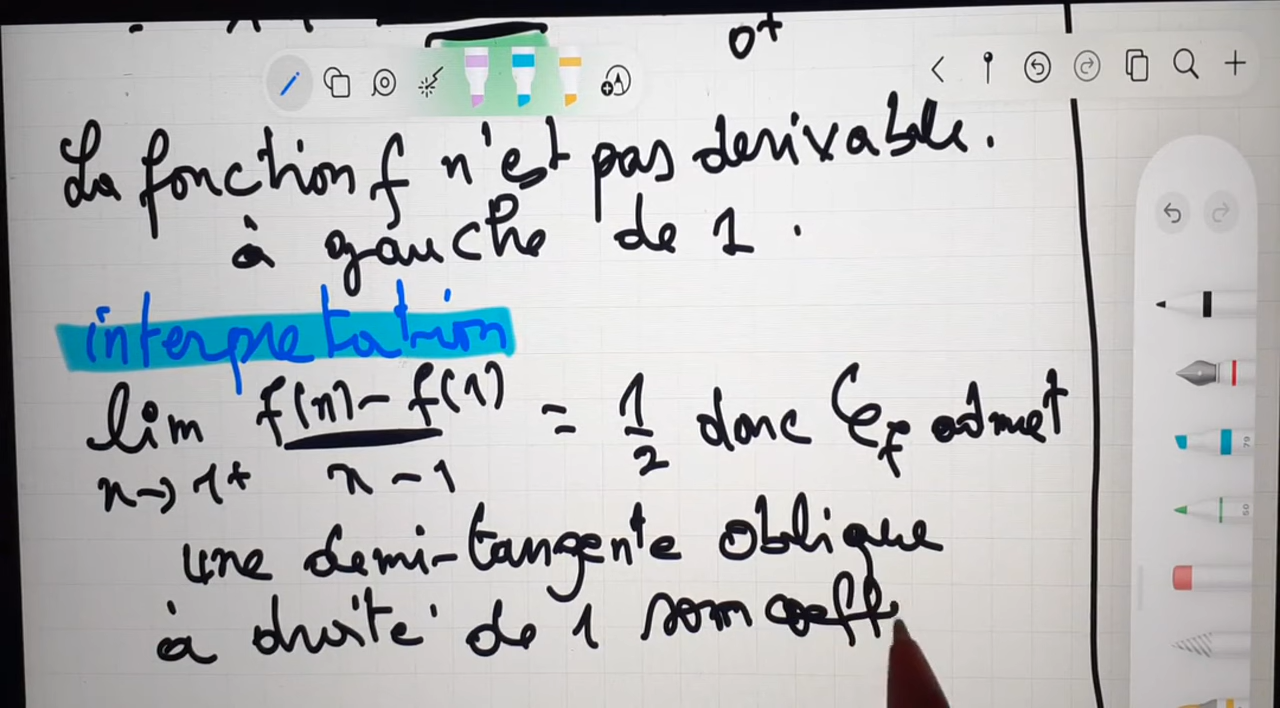 0⁺
La fonction f n'est pas derivable.
à gauche de 1.
interpretation
lim f(x) - f(1) = 1 donc Cf admet
x→1⁺ x - 1 2
une demi-tangente oblique
à droite de 1 son coeff